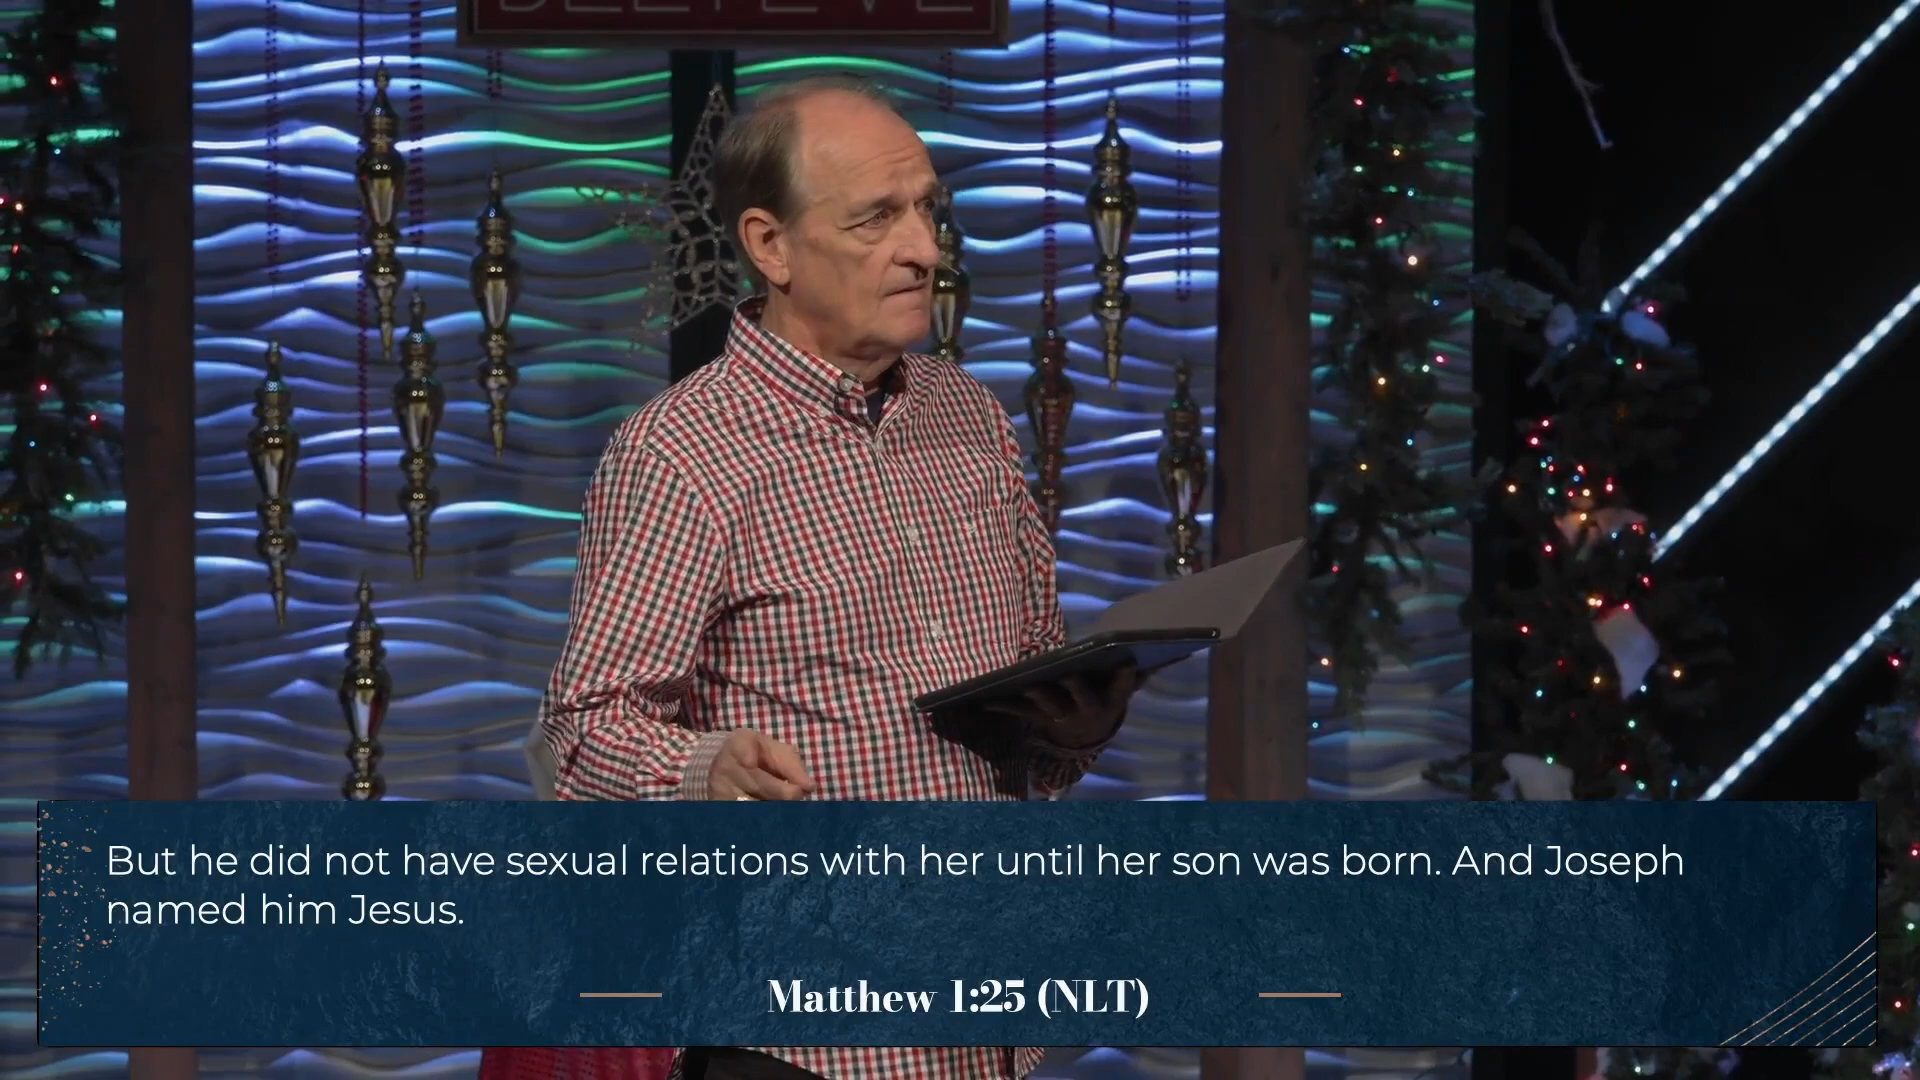 BELIEVE
But he did not have sexual relations with her until her son was born. And Joseph
named him Jesus.
Matthew 1:25 (NLT)